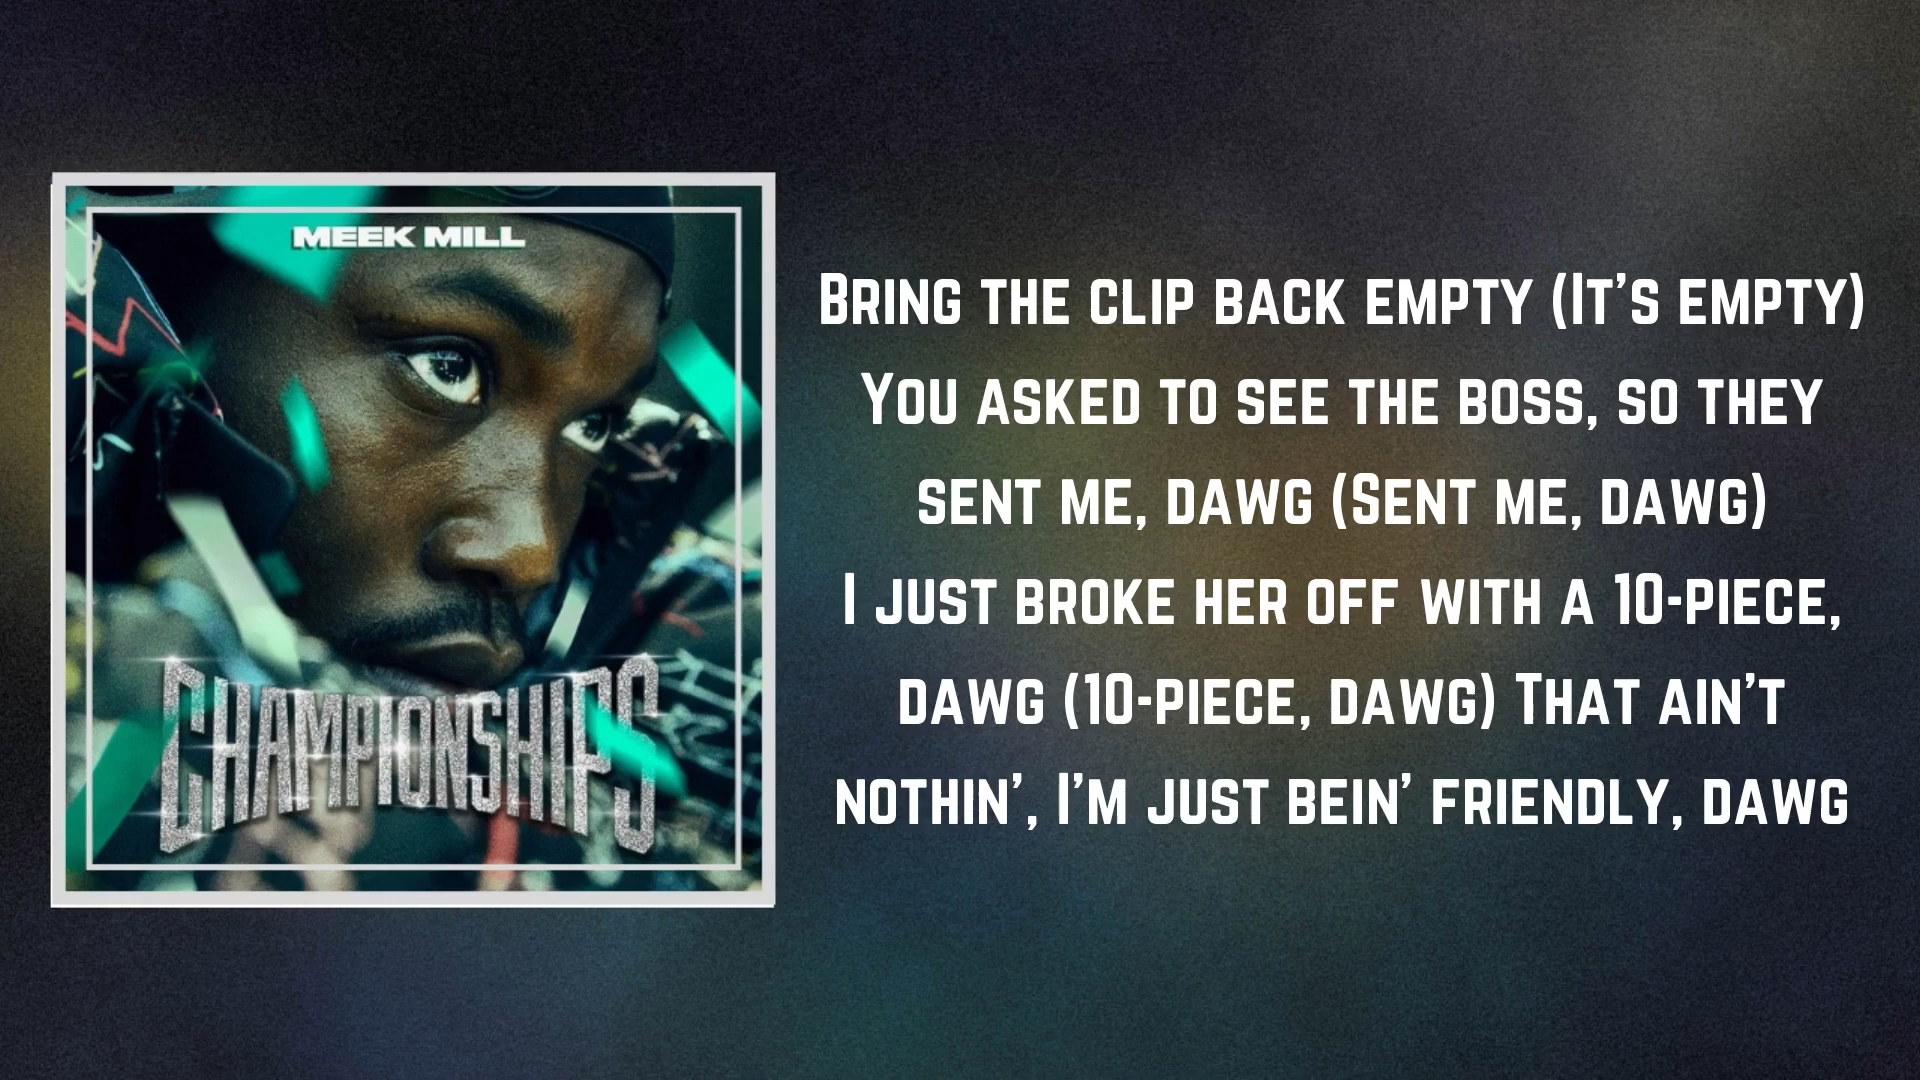 MEEK MILL
CHAMPIONSHIPS
Bring the clip back empty (It's empty)
You asked to see the boss, so they
sent me, dawg (Sent me, dawg)
I just broke her off with a 10-piece,
dawg (10-piece, dawg) That ain't
nothin', I'm just bein' friendly, dawg